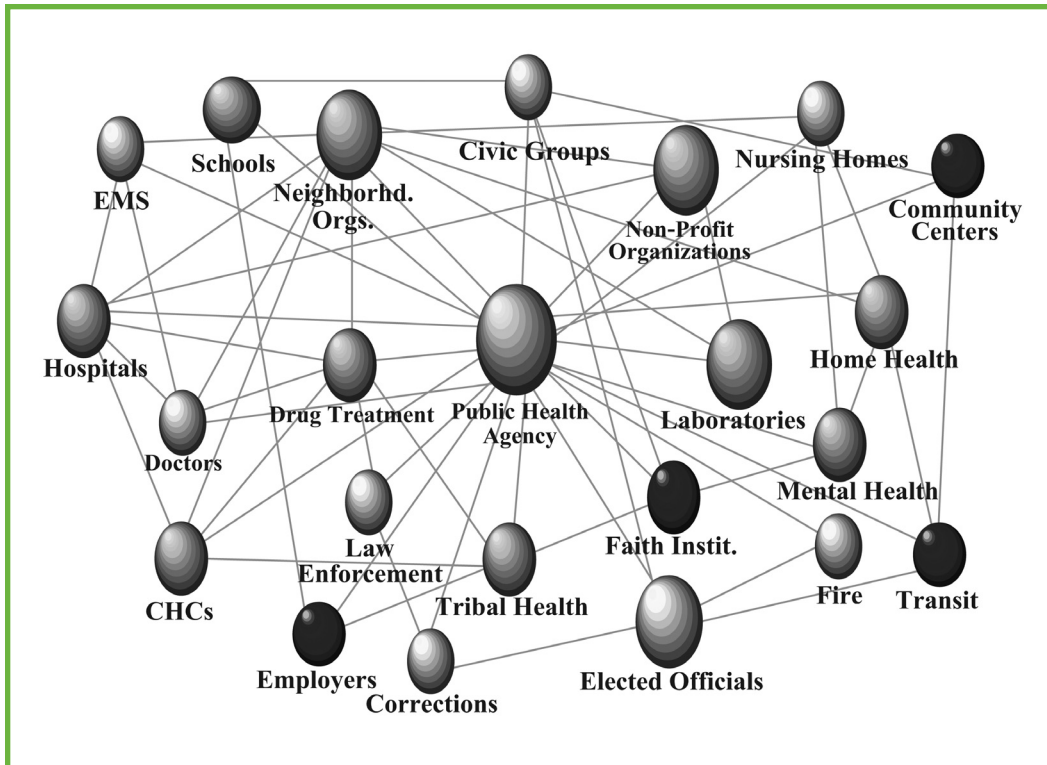 Civic Groups
Schools
Nursing Homes
Neighborhd.
Orgs.
EMS
Community
Centers
Non-Profit
Organizations
Hospitals
Home Health
Drug Treatment
Public Health
Agency
Laboratories
Doctors
Mental Health
Law
Enforcement
Faith Instit.
CHCs
Tribal Health
Fire
Transit
Employers
Corrections
Elected Officials